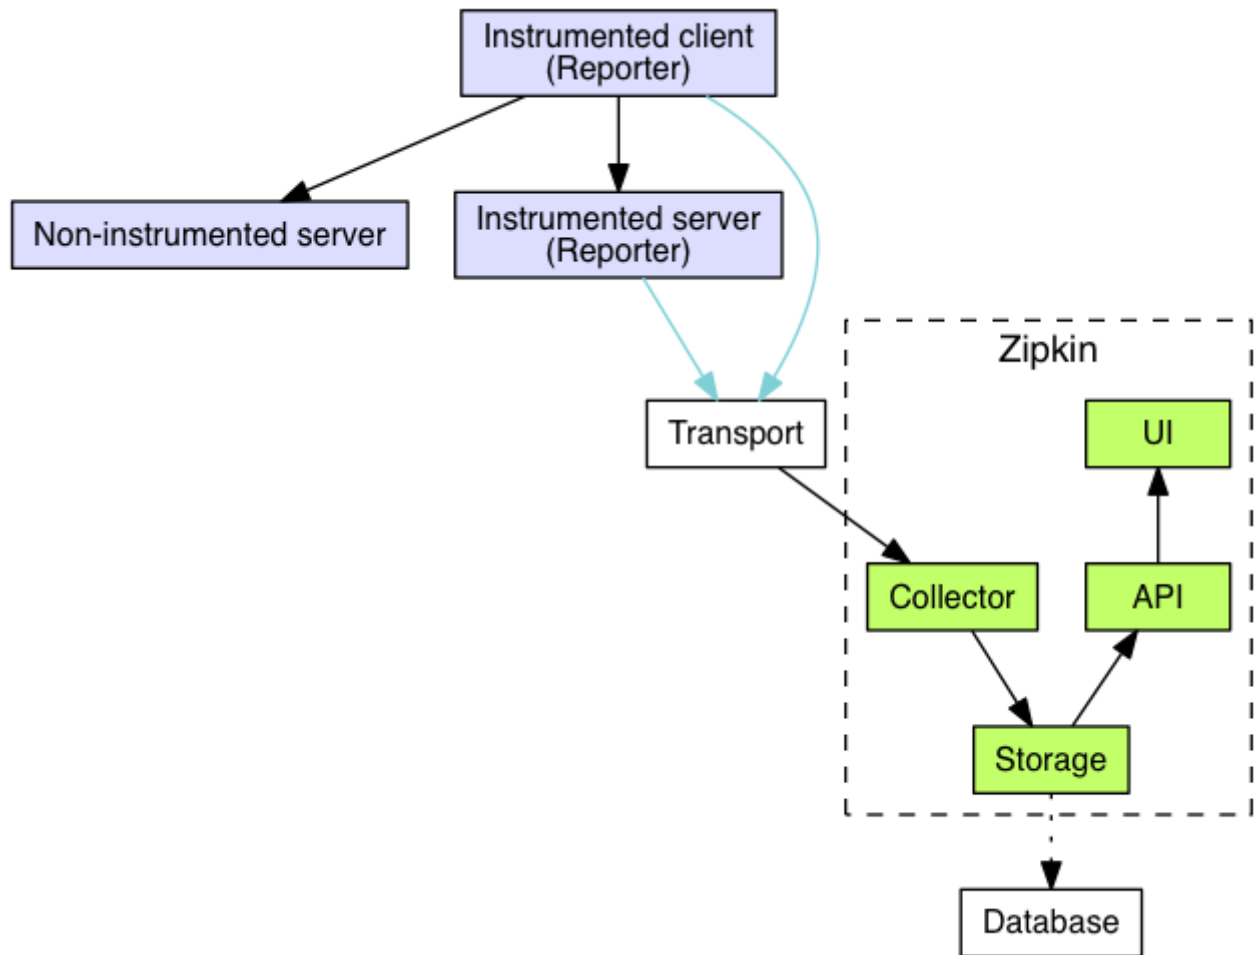 Instrumented client
(Reporter)
Non-instrumented server
Instrumented server
(Reporter)
Zipkin
Transport
UI
Collector
API
Storage
Database